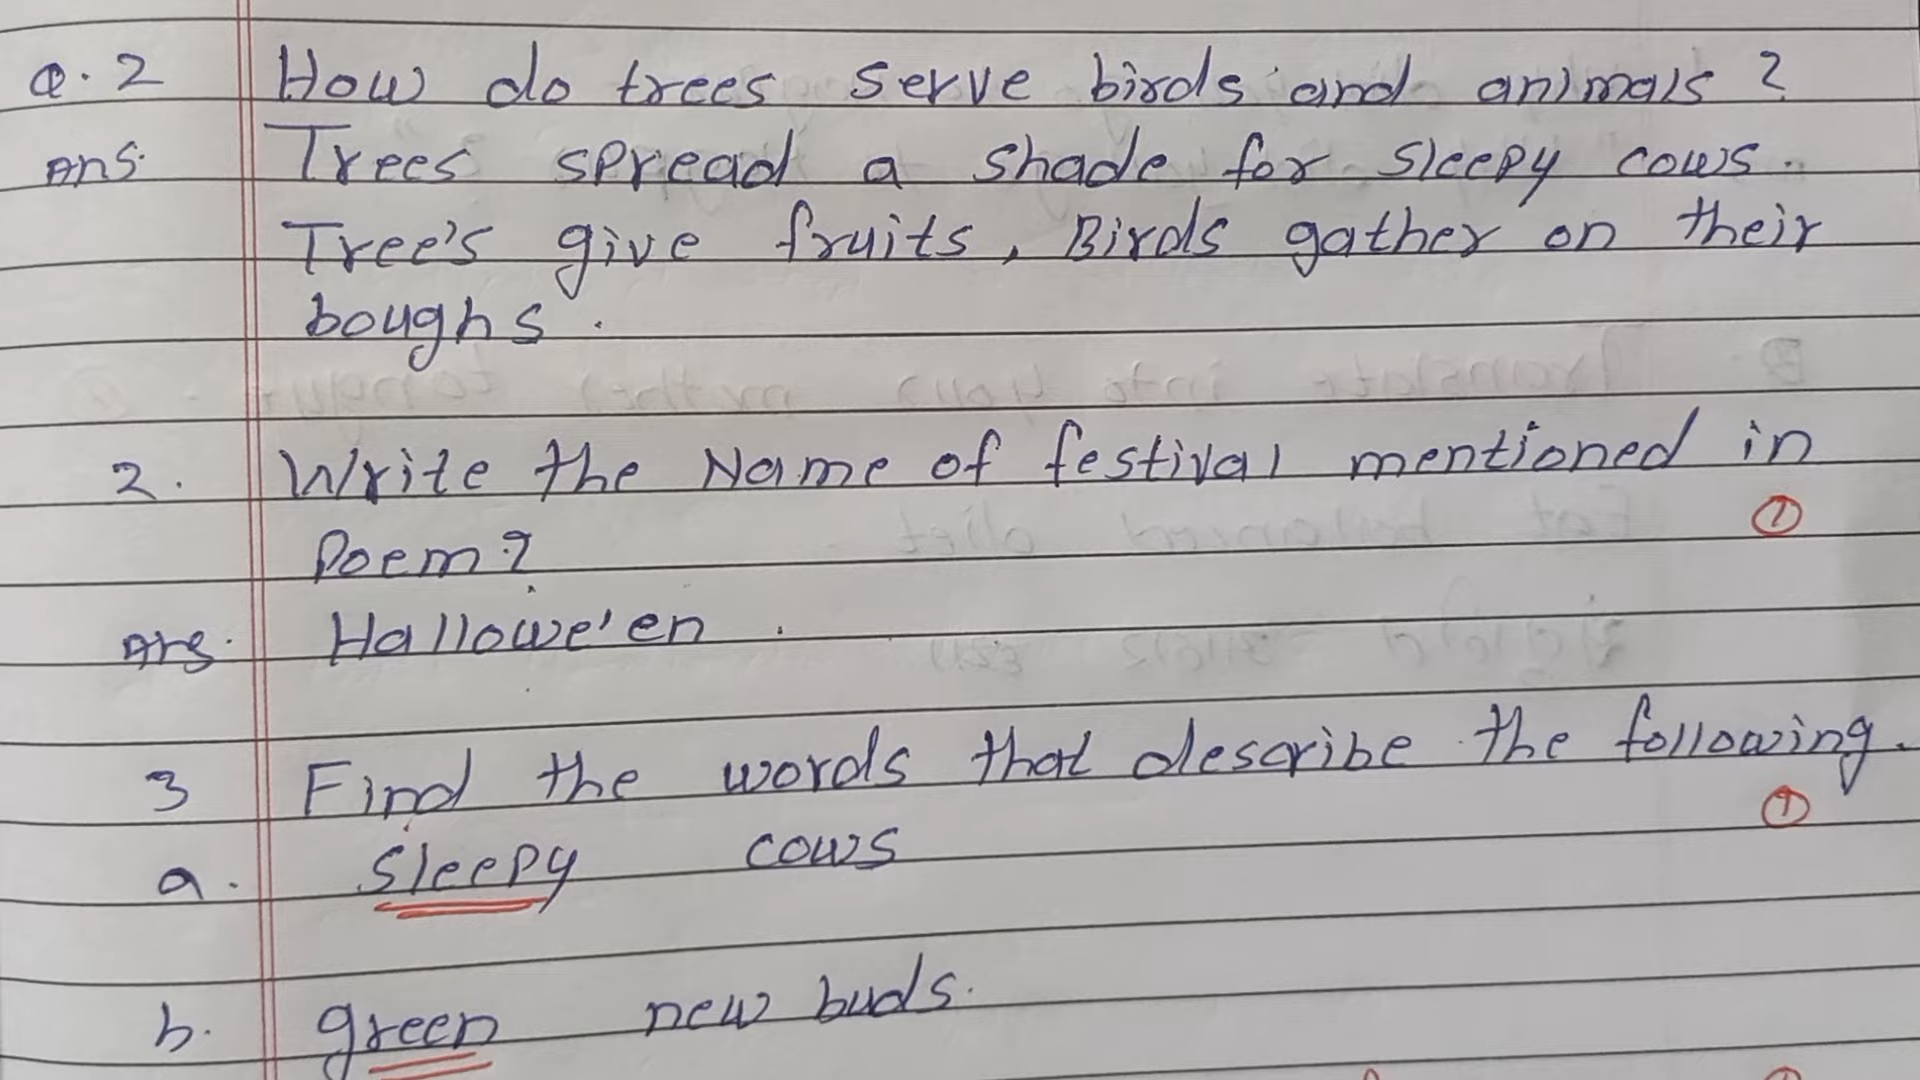 Q.2 How do trees serve birds and animals?
Ans. Trees spread a shade for sleepy cows.
Tree's give fruits, Birds gather on their
boughs.
2. Write the Name of festival mentioned in
Poem?
①
Ans. Hallowe'en.
3 Find the words that describe the following.
①
a. Sleepy cows
b. green new buds.